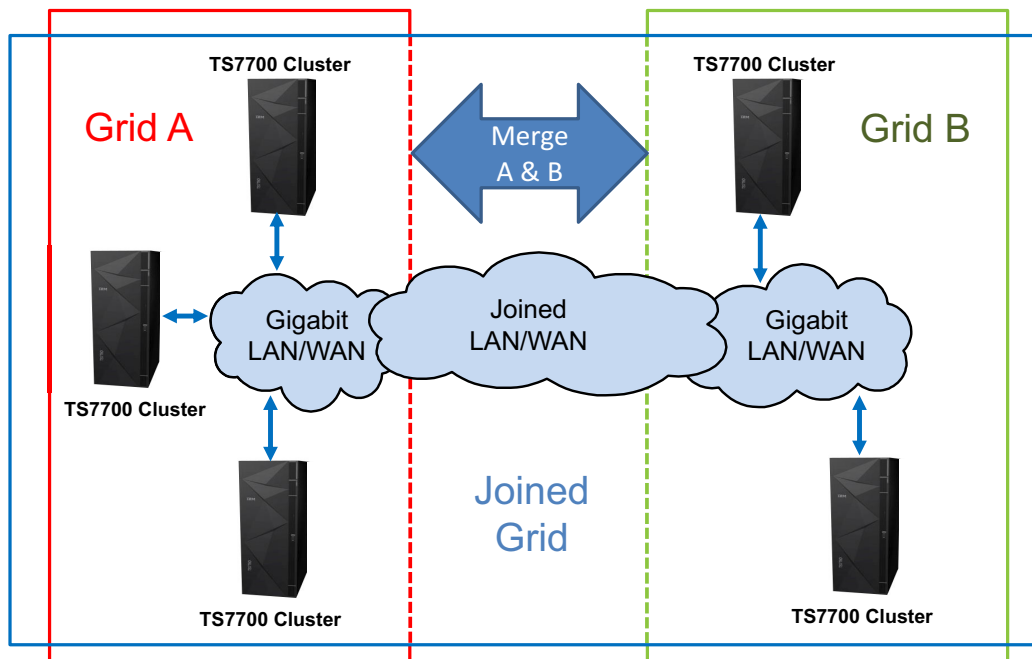 TS7700 Cluster
TS7700 Cluster
Grid A
Merge
A & B
Grid B
Gigabit
LAN/WAN
Joined
LAN/WAN
Gigabit
LAN/WAN
TS7700 Cluster
Joined
Grid
TS7700 Cluster
TS7700 Cluster